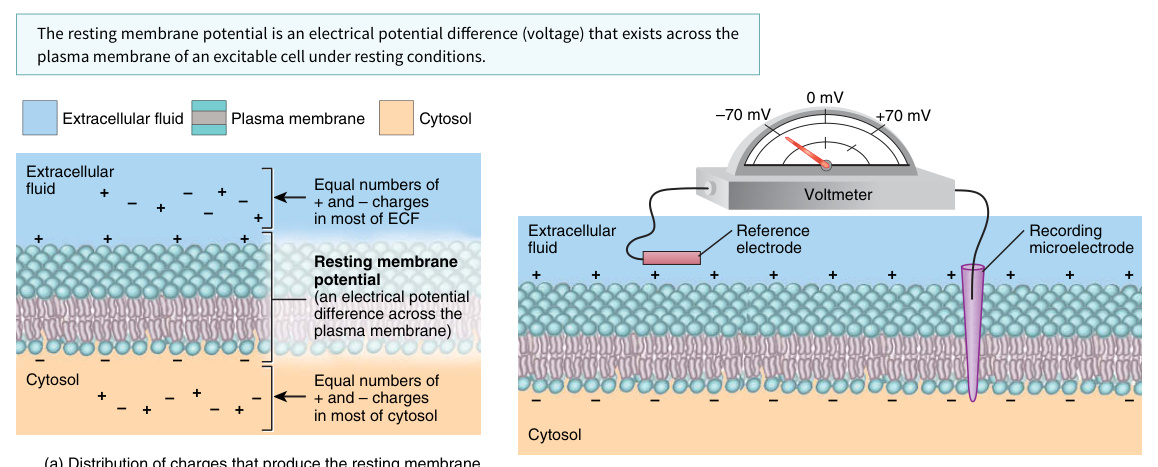 The resting membrane potential is an electrical potential difference (voltage) that exists across the
plasma membrane of an excitable cell under resting conditions.
Extracellular fluid
Plasma membrane
Cytosol
Extracellular
fluid
Equal numbers of
+ and – charges
in most of ECF
Resting membrane
potential
(an electrical potential
difference across the
plasma membrane)
Cytosol
Equal numbers of
+ and – charges
in most of cytosol
(a) Distribution of charges that produce the resting membrane
–70 mV
0 mV
+70 mV
Voltmeter
Extracellular
fluid
Reference
electrode
Recording
microelectrode
Cytosol